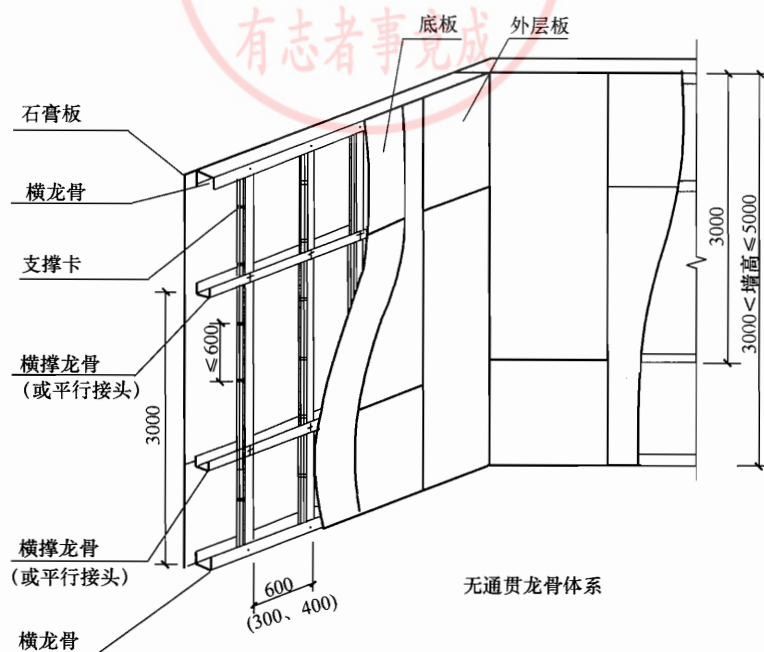 有志者事竟成
底板
外层板
石膏板
横龙骨
支撑卡
横撑龙骨
(或平行接头)
≤600
3000
3000
3000<墙高≤5000
横撑龙骨
(或平行接头)
600
(300、400)
无通贯龙骨体系
横龙骨